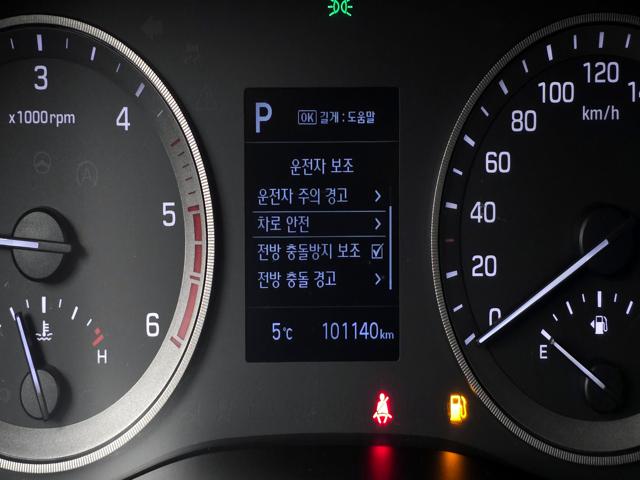 3
x1000rpm
4
5
6
H
P
OK 길게 : 도움말
운전자 보조
운전자 주의 경고
차로 안전
전방 충돌방지 보조
전방 충돌 경고
5℃ 101140 km
120
100
km/h
80
60
40
20
0
E